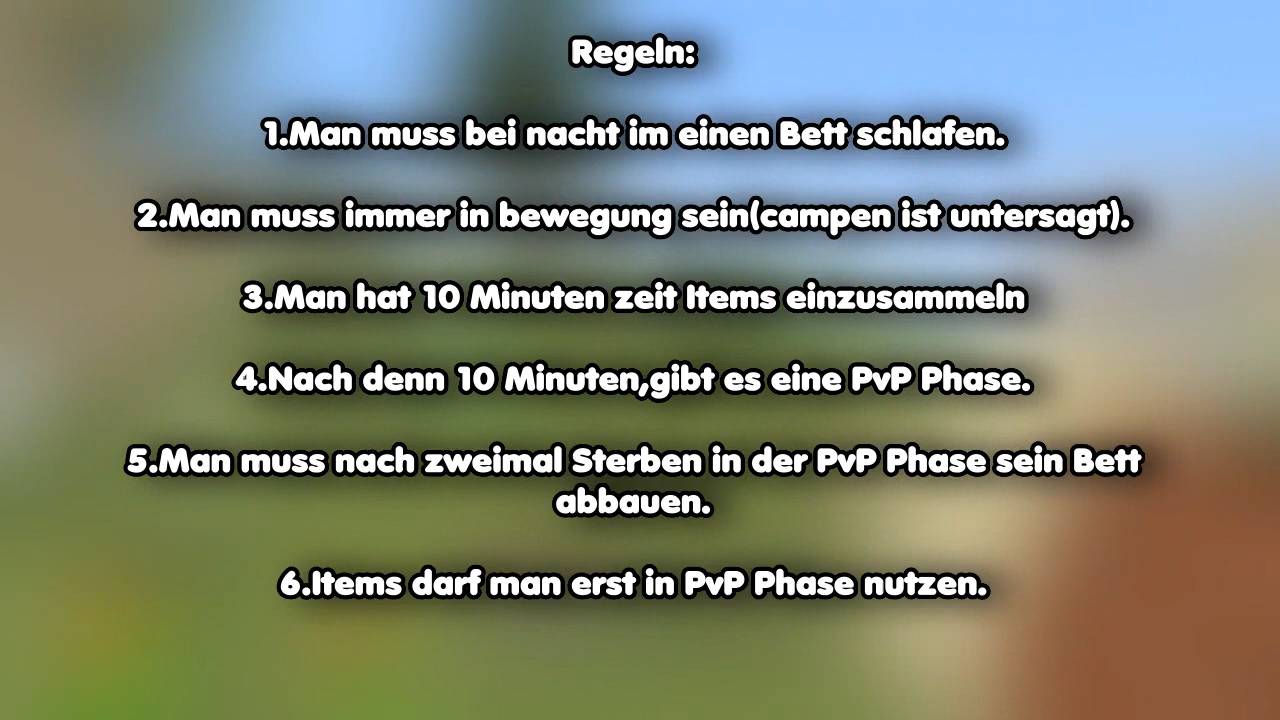 Regeln:
1.Man muss bei nacht im einen Bett schlafen.
2.Man muss immer in bewegung sein(campen ist untersagt).
3.Man hat 10 Minuten zeit Items einzusammeln
4.Nach denn 10 Minuten,gibt es eine PvP Phase.
5.Man muss nach zweimal Sterben in der PvP Phase sein Bett
abbauen.
6.Items darf man erst in PvP Phase nutzen.